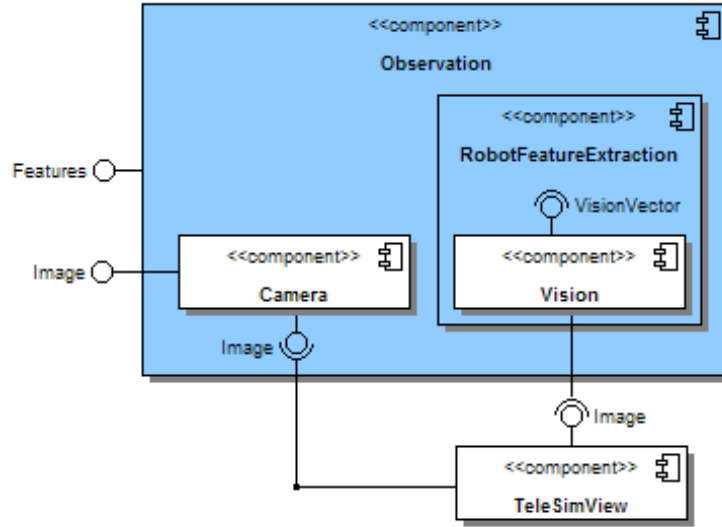 <<component>>
Observation
<<component>>
RobotFeatureExtraction
Features
VisionVector
<<component>>
Camera
<<component>>
Vision
Image
Image
Image
<<component>>
TeleSimView